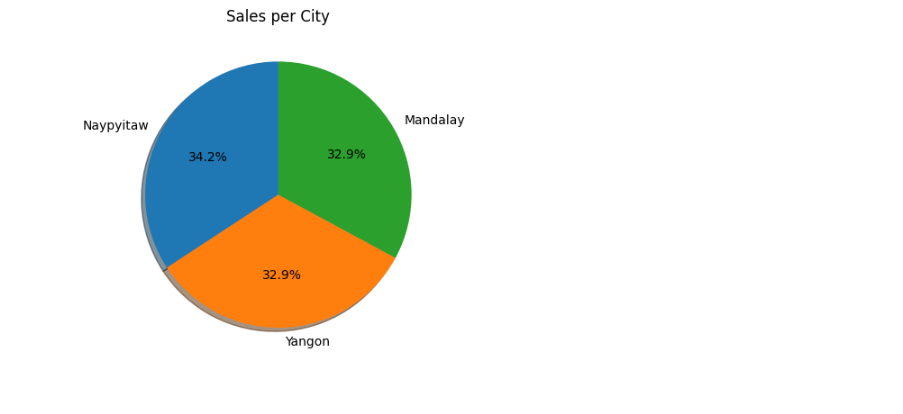 Sales per City
Naypyitaw
Mandalay
34.2%
32.9%
32.9%
Yangon